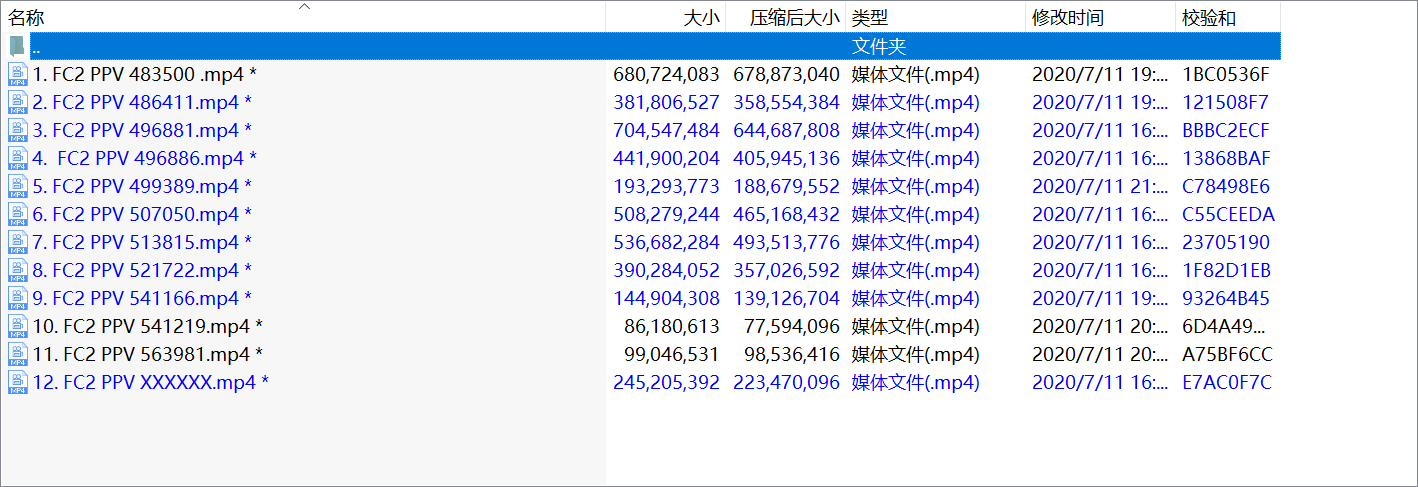 名称 大小 压缩后大小 类型 修改时间 校验和
.. 文件夹
1. FC2 PPV 483500 .mp4 * 680,724,083 678,873,040 媒体文件(.mp4) 2020/7/11 19:... 1BC0536F
2. FC2 PPV 486411.mp4 * 381,806,527 358,554,384 媒体文件(.mp4) 2020/7/11 19:... 121508F7
3. FC2 PPV 496881.mp4 * 704,547,484 644,687,808 媒体文件(.mp4) 2020/7/11 16:... BBBC2ECF
4.  FC2 PPV 496886.mp4 * 441,900,204 405,945,136 媒体文件(.mp4) 2020/7/11 16:... 13868BAF
5. FC2 PPV 499389.mp4 * 193,293,773 188,679,552 媒体文件(.mp4) 2020/7/11 21:... C78498E6
6. FC2 PPV 507050.mp4 * 508,279,244 465,168,432 媒体文件(.mp4) 2020/7/11 16:... C55CEEDA
7. FC2 PPV 513815.mp4 * 536,682,284 493,513,776 媒体文件(.mp4) 2020/7/11 16:... 23705190
8. FC2 PPV 521722.mp4 * 390,284,052 357,026,592 媒体文件(.mp4) 2020/7/11 16:... 1F82D1EB
9. FC2 PPV 541166.mp4 * 144,904,308 139,126,704 媒体文件(.mp4) 2020/7/11 19:... 93264B45
10. FC2 PPV 541219.mp4 * 86,180,613 77,594,096 媒体文件(.mp4) 2020/7/11 20:... 6D4A49...
11. FC2 PPV 563981.mp4 * 99,046,531 98,536,416 媒体文件(.mp4) 2020/7/11 20:... A75BF6CC
12. FC2 PPV XXXXXX.mp4 * 245,205,392 223,470,096 媒体文件(.mp4) 2020/7/11 16:... E7AC0F7C